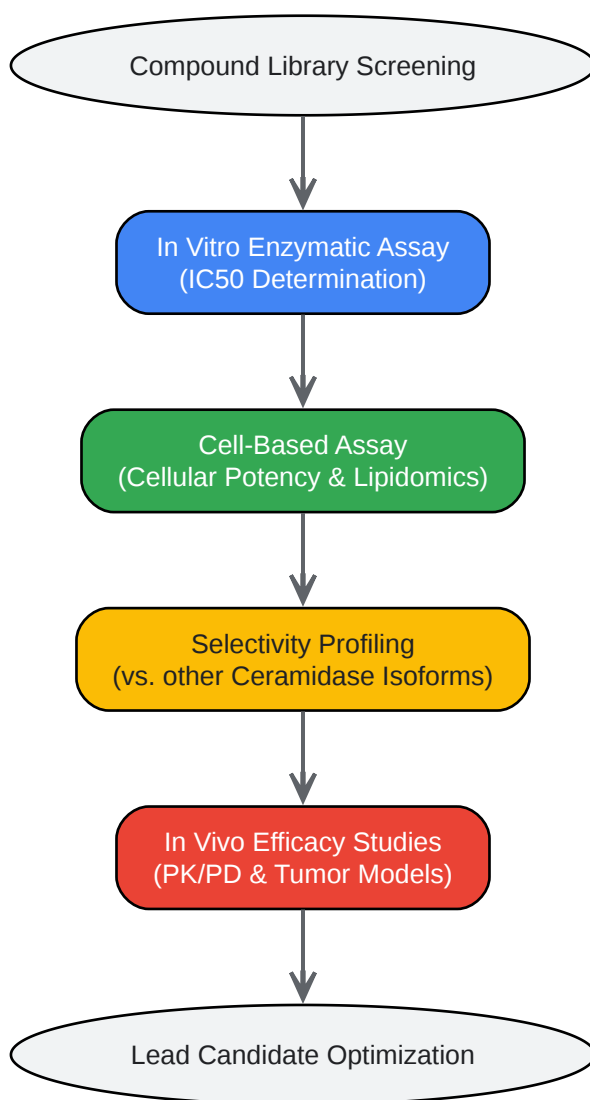 Compound Library Screening
In Vitro Enzymatic Assay
(IC50 Determination)
Cell-Based Assay
(Cellular Potency & Lipidomics)
Selectivity Profiling
(vs. other Ceramidase Isoforms)
In Vivo Efficacy Studies
(PK/PD & Tumor Models)
Lead Candidate Optimization